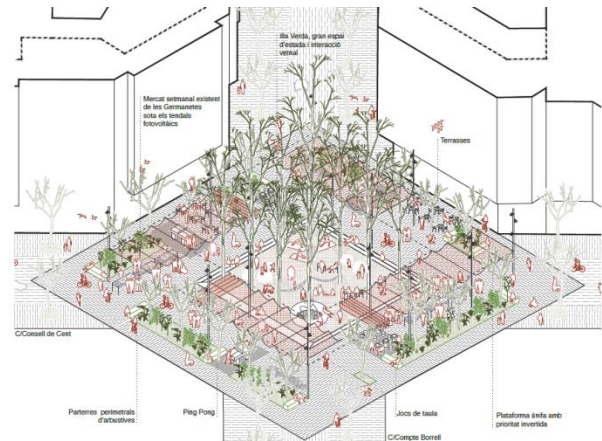 Illa Verda, gran espai
d'estada i interacció
veïnal
Mercat setmanal existent
de les Germanetes
sota els tendals
fotovoltàics
Terrasses
C/Consell de Cent
Parterres perimetrals
d'arbustives
Ping Pong
Jocs de taula
Plataforma única amb
prioritat invertida
C/Compte Borrell